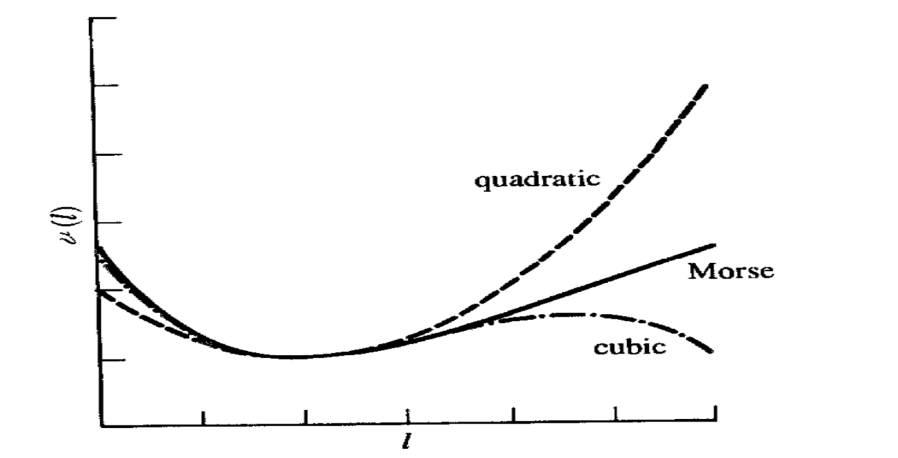 quadratic
ν(l)
Morse
cubic
l